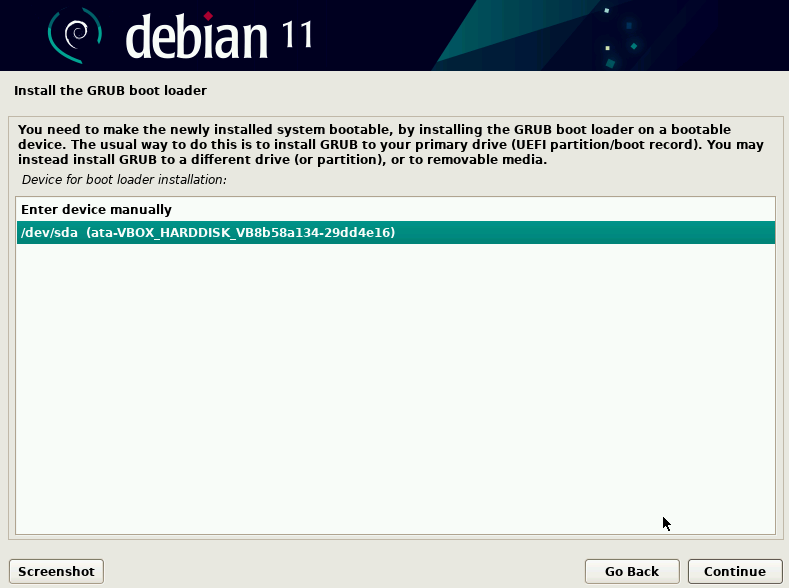 debian 11
Install the GRUB boot loader
You need to make the newly installed system bootable, by installing the GRUB boot loader on a bootable
device. The usual way to do this is to install GRUB to your primary drive (UEFI partition/boot record). You may
instead install GRUB to a different drive (or partition), or to removable media.
Device for boot loader installation:
Enter device manually
/dev/sda  (ata-VBOX_HARDDISK_VB8b58a134-29dd4e16)
Screenshot
Go Back
Continue